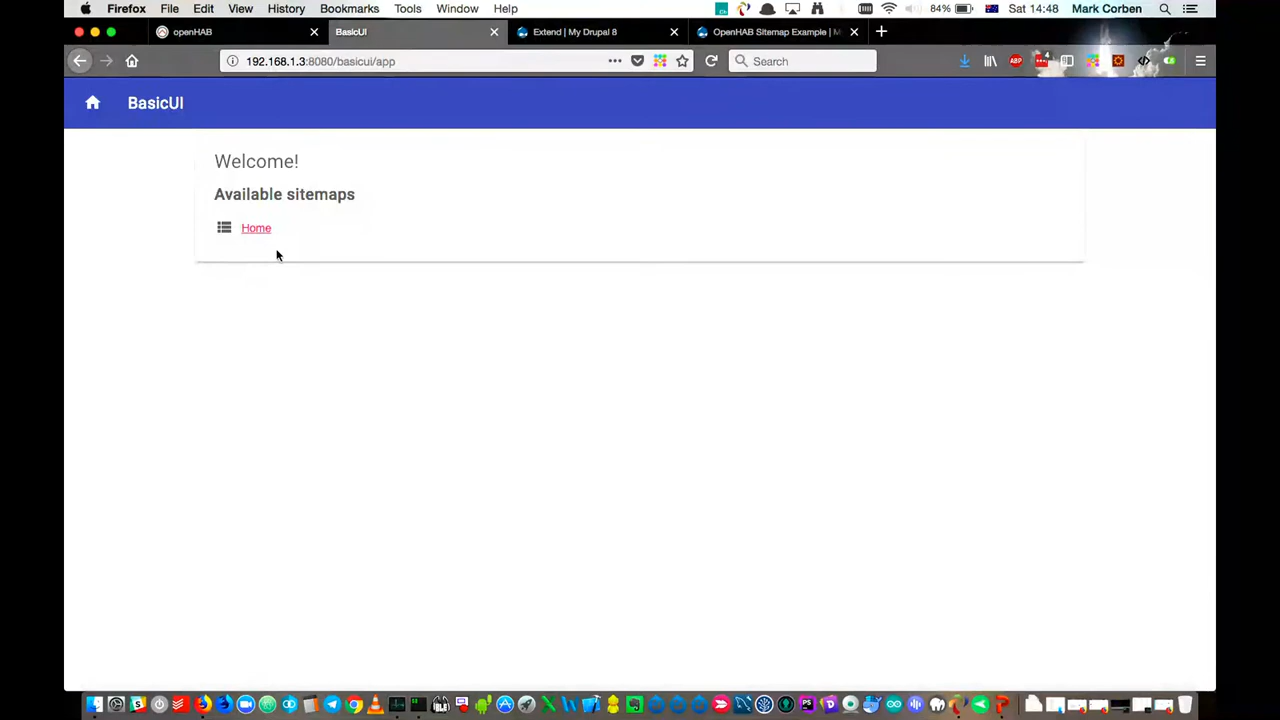 Firefox File Edit View History Bookmarks Tools Window Help 84% Sat 14:48 Mark Corben
openHAB BasicUI Extend | My Drupal 8 OpenHAB Sitemap Example | M
192.168.1.3:8080/basicui/app Search ABP
BasicUI
Welcome!
Available sitemaps
Home